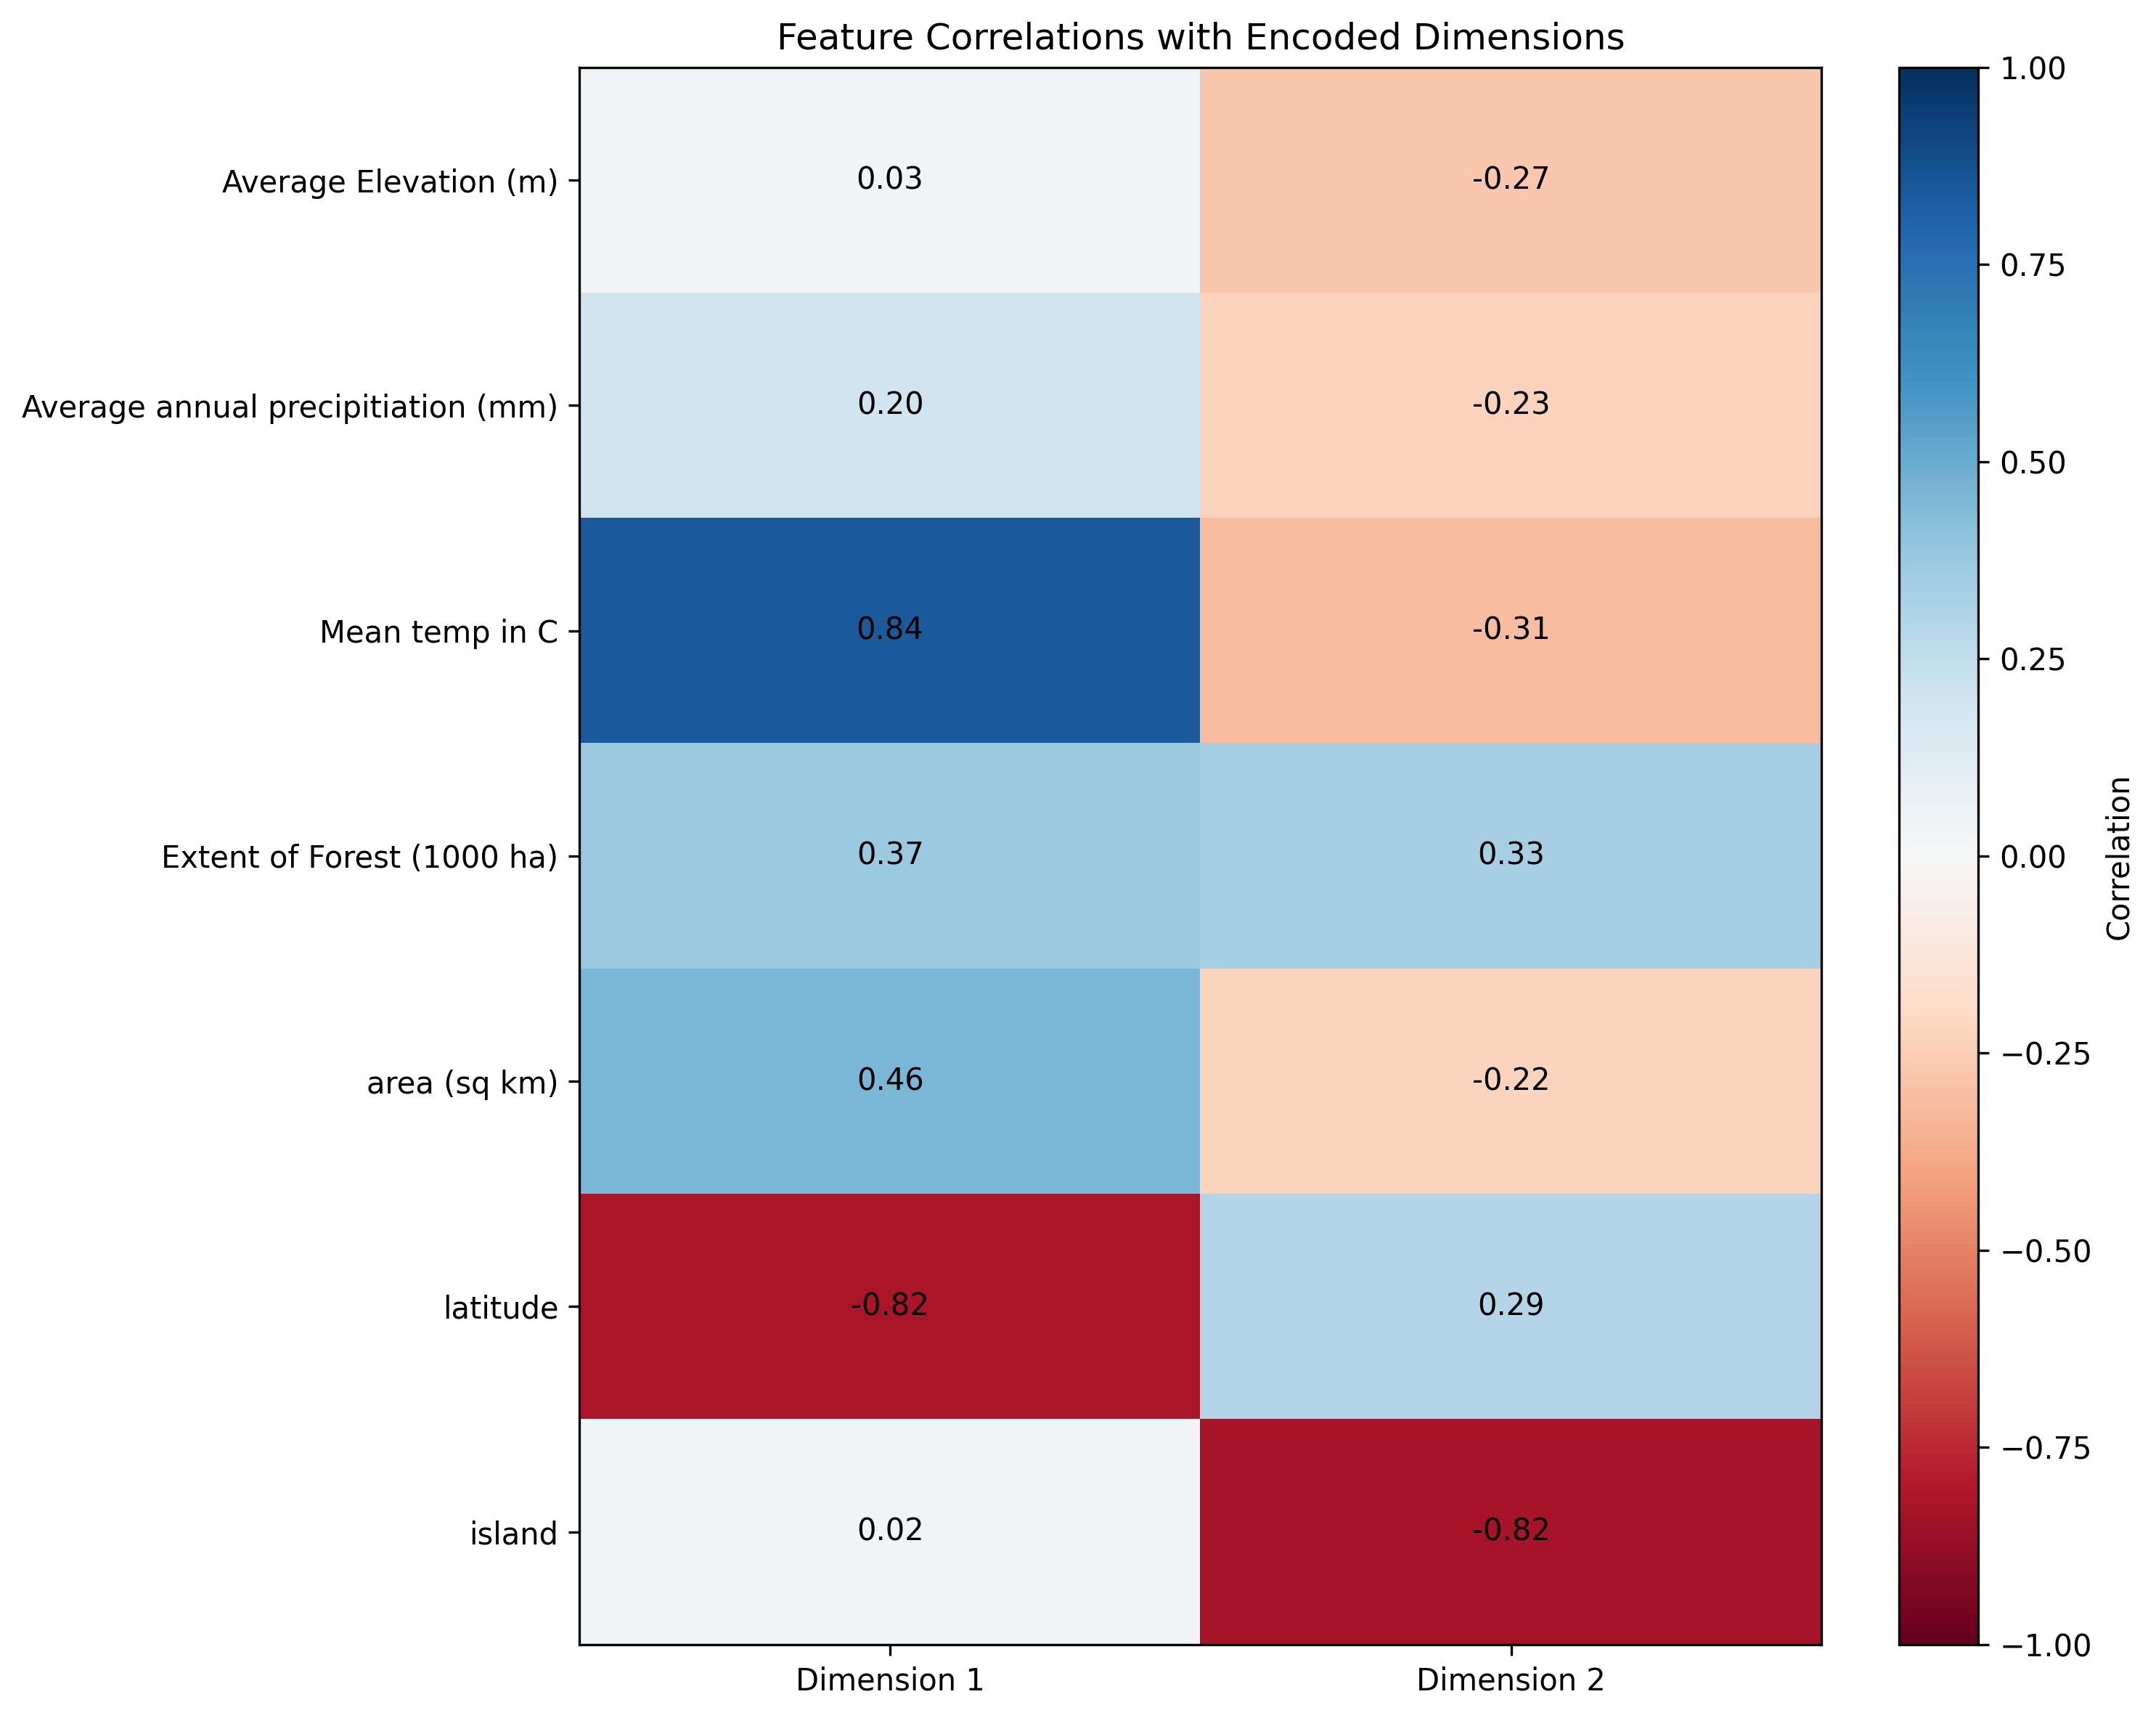 Feature Correlations with Encoded Dimensions
Average Elevation (m)
0.03
-0.27
Average annual precipitiation (mm)
0.20
-0.23
Mean temp in C
0.84
-0.31
Extent of Forest (1000 ha)
0.37
0.33
area (sq km)
0.46
-0.22
latitude
-0.82
0.29
island
0.02
-0.82
Dimension 1
Dimension 2
1.00
0.75
0.50
0.25
0.00
−0.25
−0.50
−0.75
−1.00
Correlation